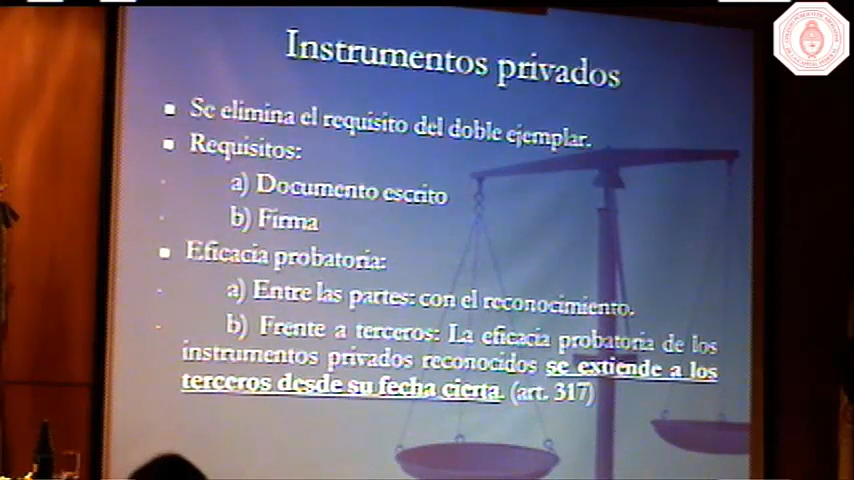 Instrumentos privados
Se elimina el requisito del doble ejemplar.
Requisitos:
a) Documento escrito
b) Firma
Eficacia probatoria:
a) Entre las partes: con el reconocimiento.
b) Frente a terceros: La eficacia probatoria de los
instrumentos privados reconocidos se extiende a los
terceros desde su fecha cierta. (art. 317)